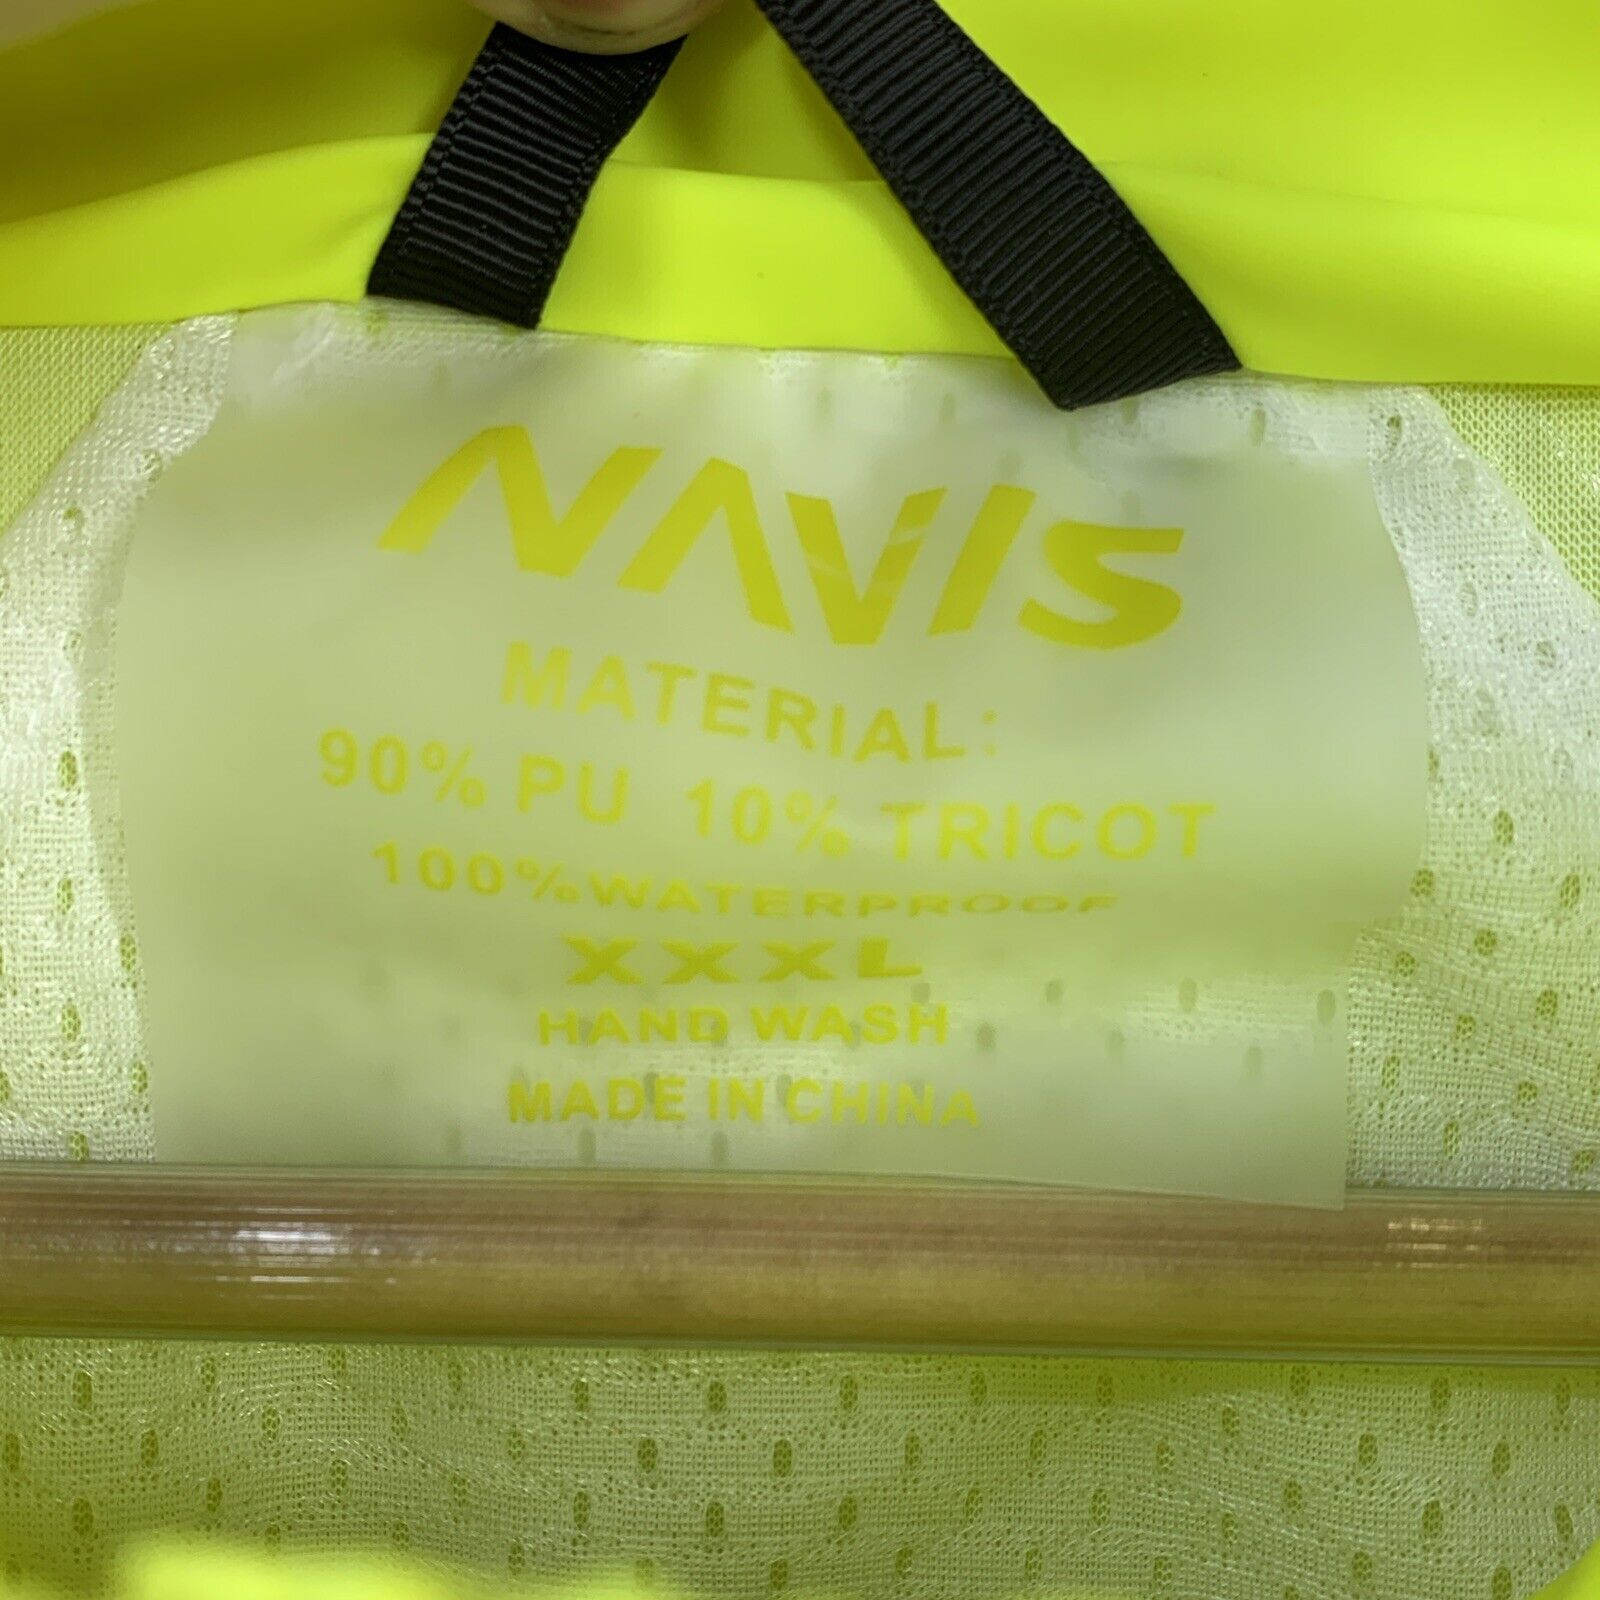 NAVIS
MATERIAL:
90% PU 10% TRICOT
100%WATERPROOF
XXXL
HAND WASH
MADE IN CHINA